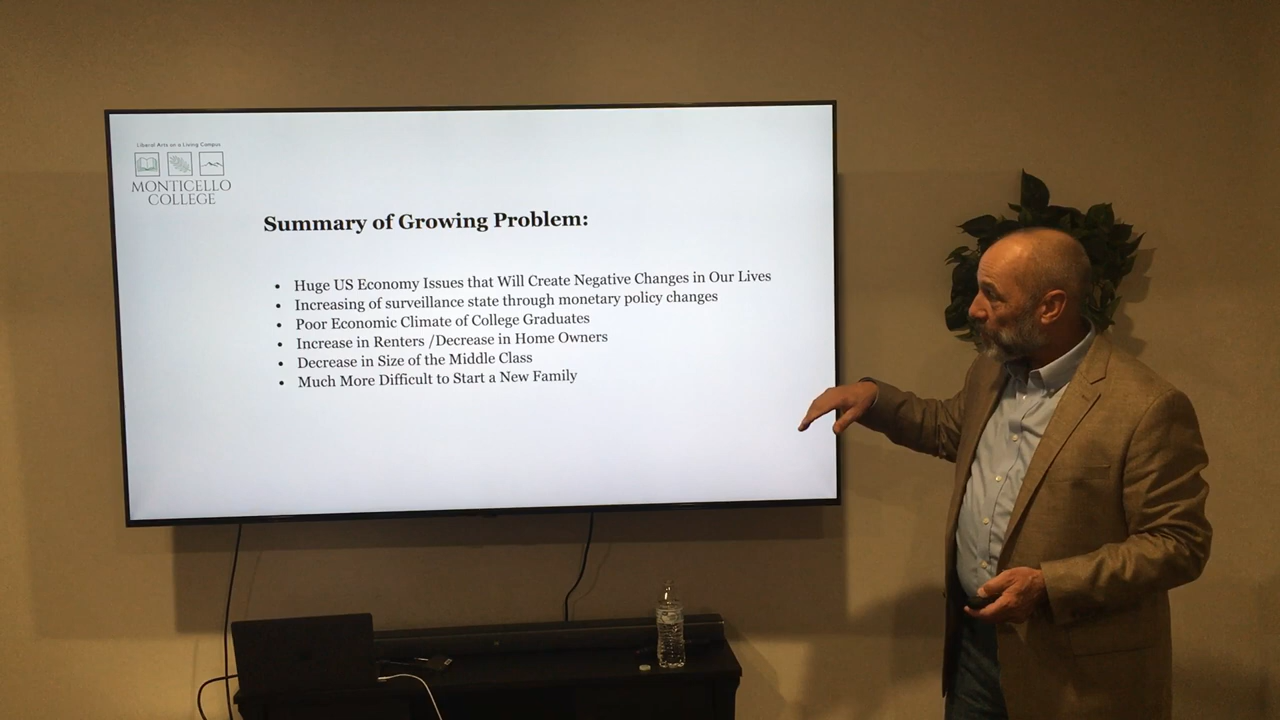 Liberal Arts on a Living Campus
MONTICELLO
COLLEGE
Summary of Growing Problem:
• Huge US Economy Issues that Will Create Negative Changes in Our Lives
• Increasing of surveillance state through monetary policy changes
• Poor Economic Climate of College Graduates
• Increase in Renters /Decrease in Home Owners
• Decrease in Size of the Middle Class
• Much More Difficult to Start a New Family